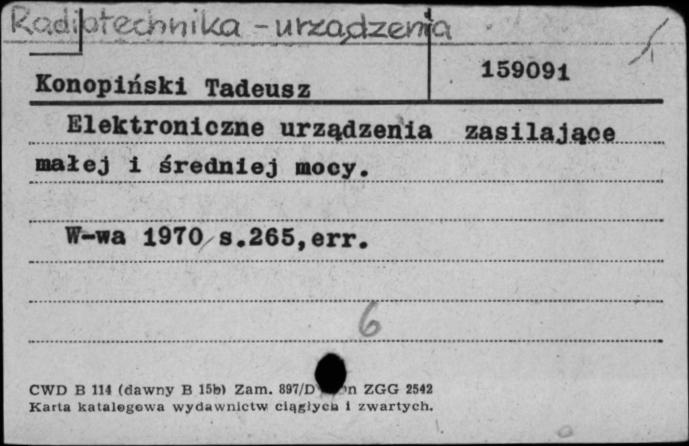 Radiotechnika - urządzenia
159091
Konopiński Tadeusz
Elektroniczne urządzenia zasilające
małej i średniej mocy.
W-wa 1970 s.265,err.
6
CWD B 114 (dawny B 15b) Zam. 897/D n ZGG 2542
Karta katalogowa wydawnictw ciągłych i zwartych.